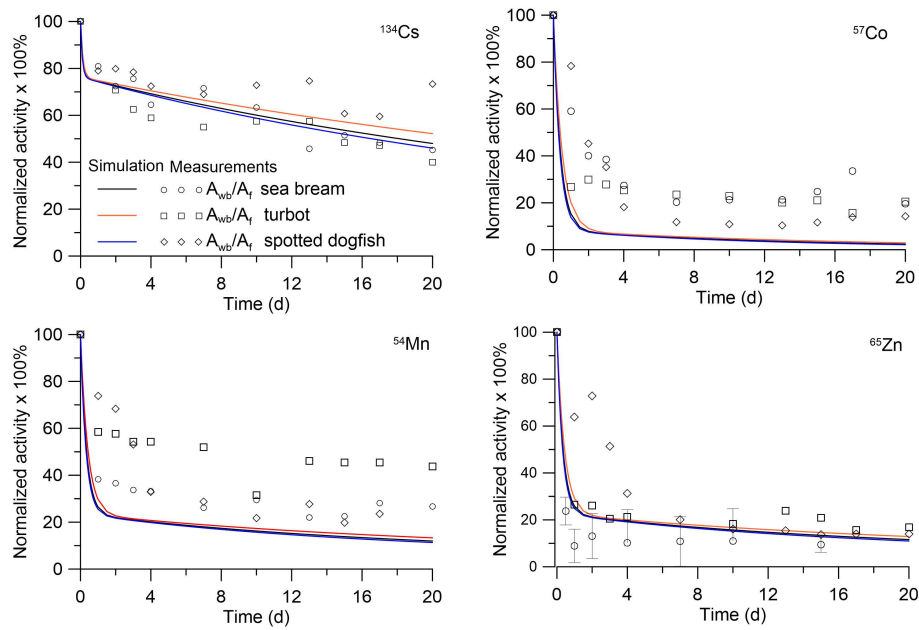 ¹³⁴Cs
Normalized activity x 100%
100
80
60
40
20
0
Simulation Measurements
A_wb/A_f sea bream
A_wb/A_f turbot
A_wb/A_f spotted dogfish
0 4 8 12 16 20
Time (d)
⁵⁷Co
Normalized activity x 100%
100
80
60
40
20
0
0 4 8 12 16 20
Time (d)
⁵⁴Mn
Normalized activity x 100%
100
80
60
40
20
0
0 4 8 12 16 20
Time (d)
⁶⁵Zn
Normalized activity x 100%
100
80
60
40
20
0
0 4 8 12 16 20
Time (d)